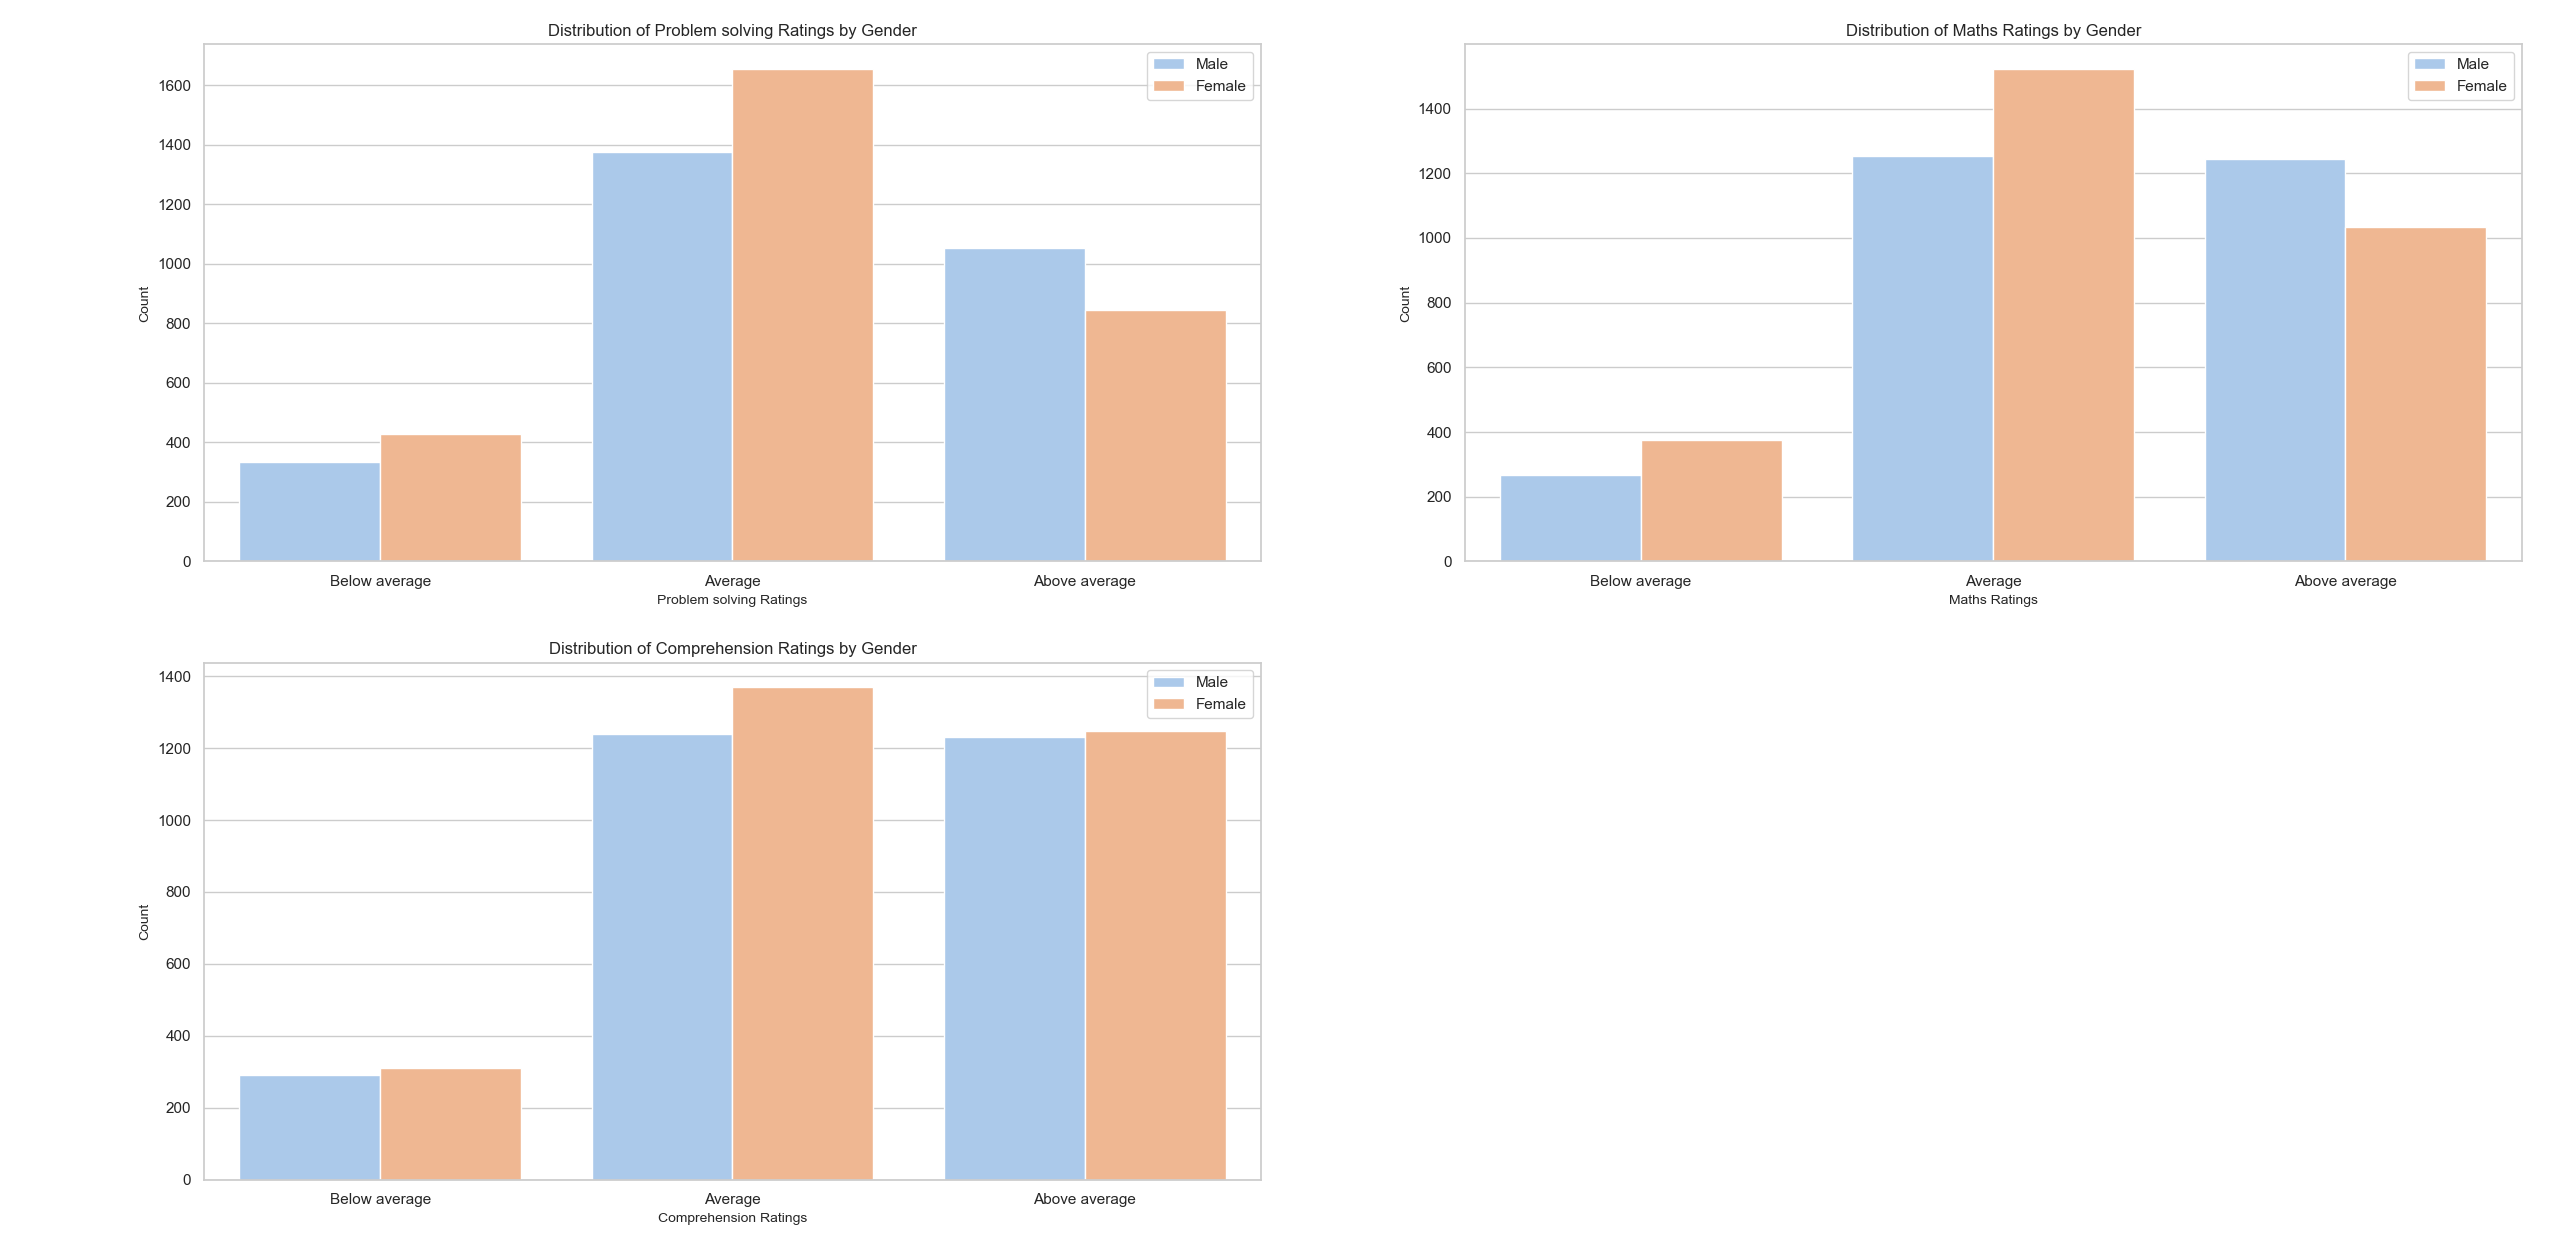 Distribution of Problem solving Ratings by Gender
Male
Female
1600
1400
1200
1000
800
600
400
200
0
Count
Below average Average Above average
Problem solving Ratings
Distribution of Maths Ratings by Gender
Male
Female
1400
1200
1000
800
600
400
200
0
Count
Below average Average Above average
Maths Ratings
Distribution of Comprehension Ratings by Gender
Male
Female
1400
1200
1000
800
600
400
200
0
Count
Below average Average Above average
Comprehension Ratings